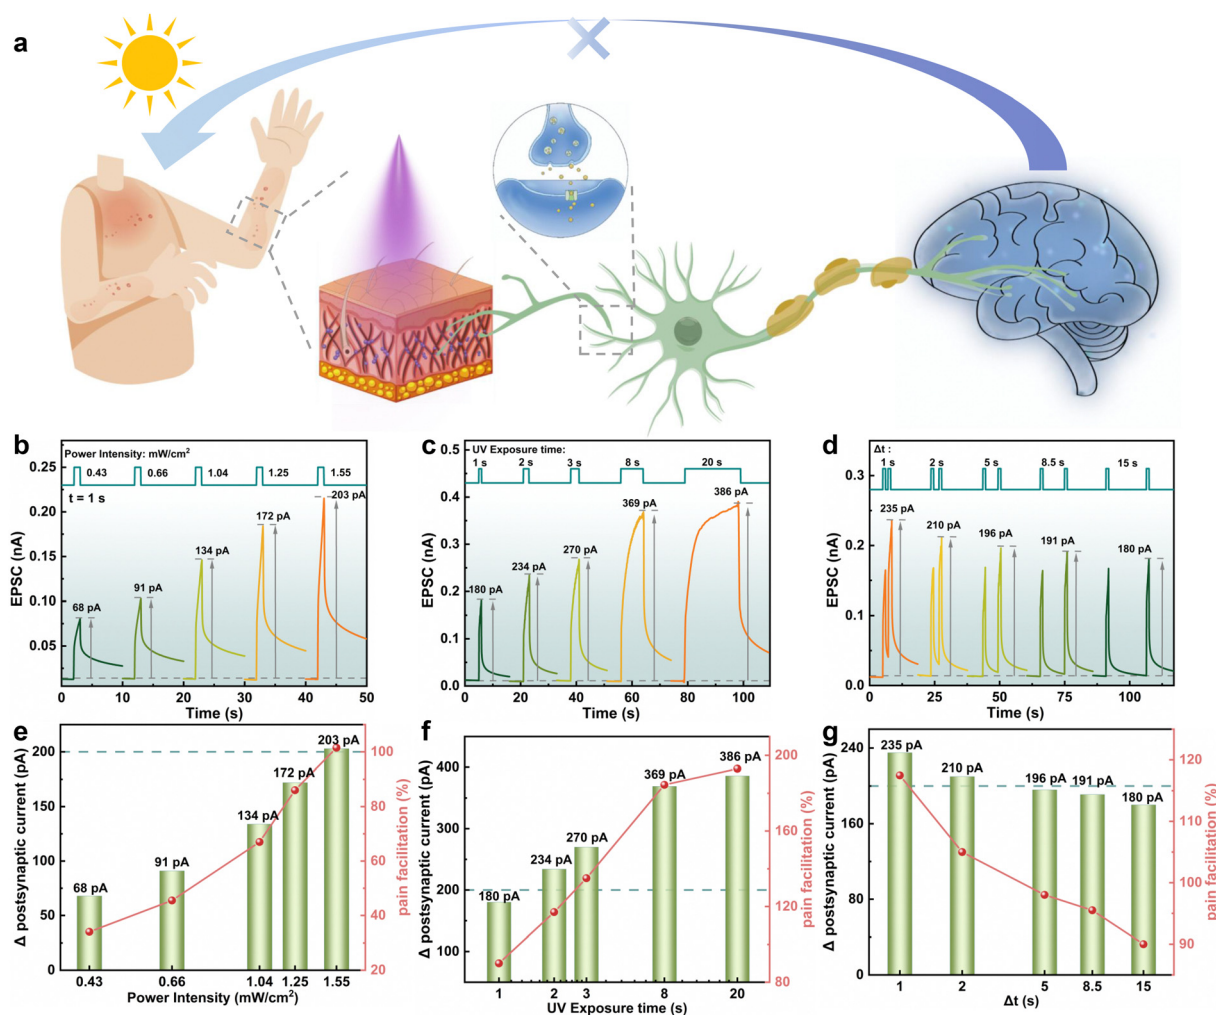 a
b
Power Intensity: mW/cm²
0.43
0.66
1.04
1.25
1.55
t = 1 s
68 pA
91 pA
134 pA
172 pA
203 pA
EPSC (nA)
0.25
0.20
0.15
0.10
0.05
0
10
20
30
40
50
Time (s)
c
UV Exposure time:
1 s
2 s
3 s
8 s
20 s
180 pA
234 pA
270 pA
369 pA
386 pA
EPSC (nA)
0.5
0.4
0.3
0.2
0.1
0.0
0
20
40
60
80
100
Time (s)
d
Δt :
1 s
2 s
5 s
8.5 s
15 s
235 pA
210 pA
196 pA
191 pA
180 pA
EPSC (nA)
0.3
0.2
0.1
0.0
0
25
50
75
100
Time (s)
e
Δ postsynaptic current (pA)
200
175
150
125
100
75
50
25
0
68 pA
91 pA
134 pA
172 pA
203 pA
100
80
60
40
20
pain facilitation (%)
0.43
0.66
1.04
1.25
1.55
Power Intensity (mW/cm²)
f
Δ postsynaptic current (pA)
400
300
200
100
180 pA
234 pA
270 pA
369 pA
386 pA
200
160
120
80
pain facilitation (%)
1
2
3
8
20
UV Exposure time (s)
g
Δ postsynaptic current (pA)
240
160
80
0
235 pA
210 pA
196 pA
191 pA
180 pA
120
110
100
90
pain facilitation (%)
1
2
5
8.5
15
Δt (s)